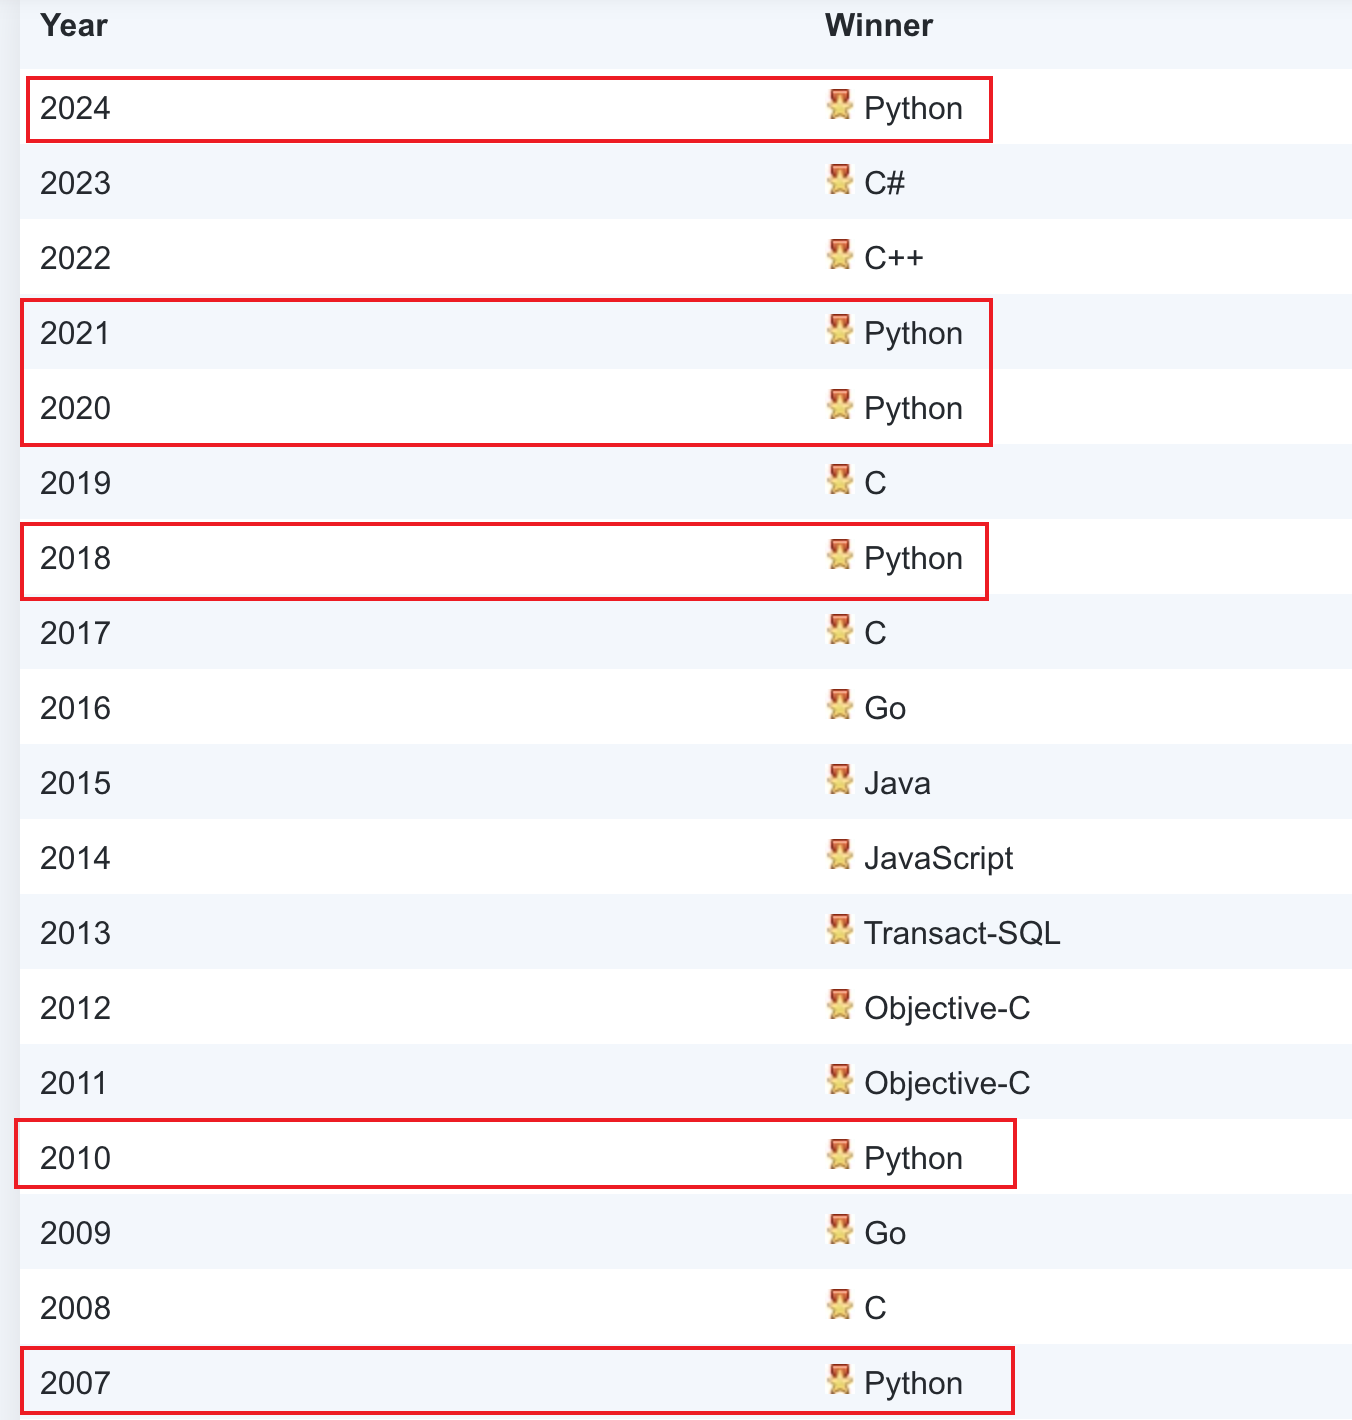 Year Winner
2024 Python
2023 C#
2022 C++
2021 Python
2020 Python
2019 C
2018 Python
2017 C
2016 Go
2015 Java
2014 JavaScript
2013 Transact-SQL
2012 Objective-C
2011 Objective-C
2010 Python
2009 Go
2008 C
2007 Python